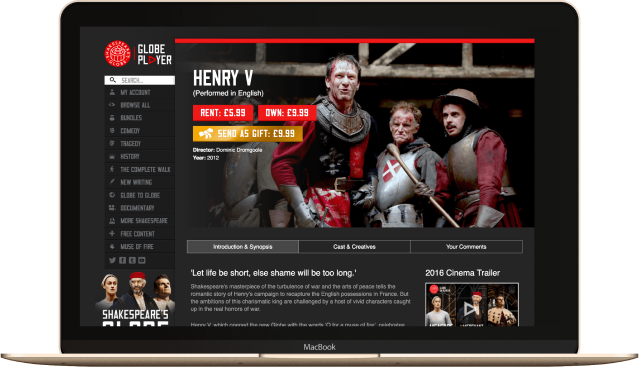 GLOBE
PLAYER
SEARCH...
MY ACCOUNT
BROWSE ALL
BUNDLES
COMEDY
TRAGEDY
HISTORY
THE COMPLETE WALK
NEW WRITING
GLOBE TO GLOBE
DOCUMENTARY
MORE SHAKESPEARE
FREE CONTENT
MUSE OF FIRE
SHAKESPEARE'S
GLOBE
HENRY V
(Performed in English)
RENT: £5.99 OWN: £9.99
SEND AS GIFT: £9.99
Director: Dominic Dromgoole
Year: 2012
Introduction & Synopsis Cast & Creatives Your Comments
'Let life be short, else shame will be too long.'
Shakespeare's masterpiece of the turbulence of war and the arts of peace tells the
romantic story of Henry's campaign to recapture the English possessions in France. But
the ambitions of this charismatic king are challenged by a host of vivid characters caught
up in the real horrors of war.
Henry V, which opened the new Globe with the words 'O for a muse of fire', celebrates
2016 Cinema Trailer
MacBook